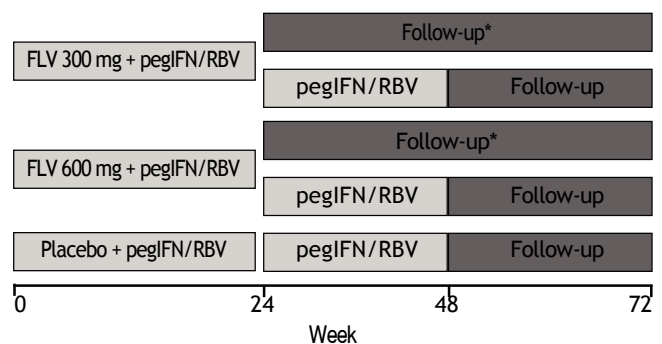 Follow-up*
FLV 300 mg + pegIFN/RBV
pegIFN/RBV Follow-up
Follow-up*
FLV 600 mg + pegIFN/RBV
pegIFN/RBV Follow-up
Placebo + pegIFN/RBV pegIFN/RBV Follow-up
0 24 48 72
Week